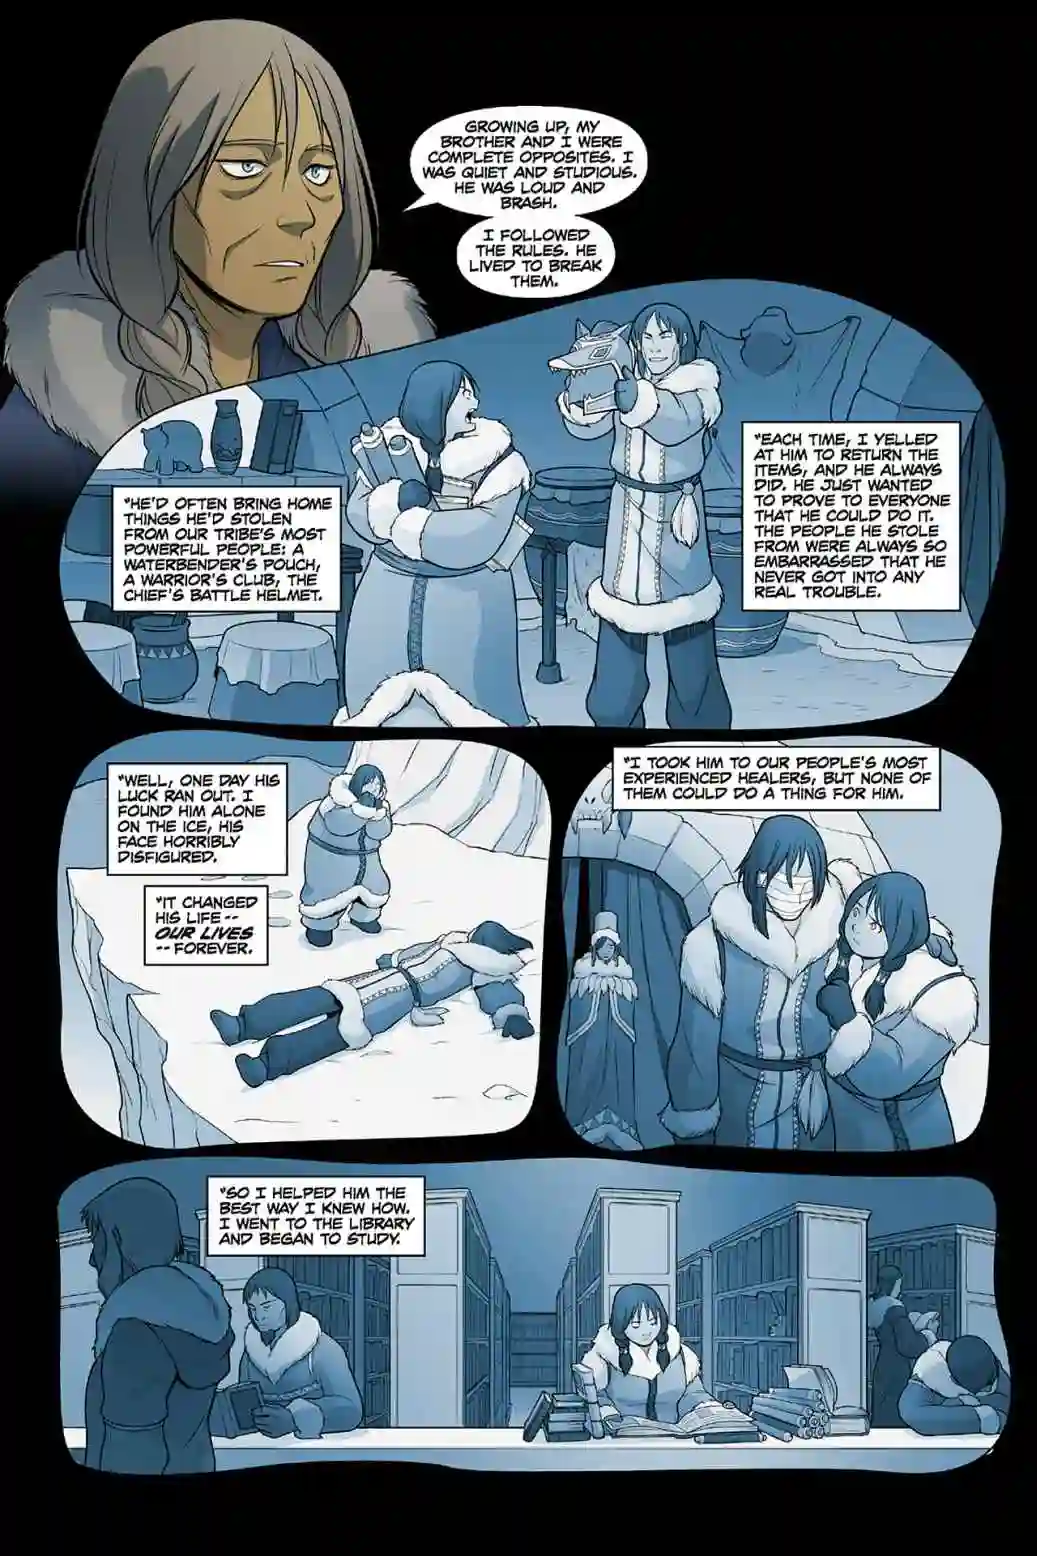 GROWING UP, MY
BROTHER AND I WERE
COMPLETE OPPOSITES. I
WAS QUIET AND STUDIOUS.
HE WAS LOUD AND
BRASH.
I FOLLOWED
THE RULES. HE
LIVED TO BREAK
THEM.
"HE'D OFTEN BRING HOME
THINGS HE'D STOLEN
FROM OUR TRIBE'S MOST
POWERFUL PEOPLE: A
WATERBENDER'S POUCH,
A WARRIOR'S CLUB, THE
CHIEF'S BATTLE HELMET.
"EACH TIME, I YELLED
AT HIM TO RETURN THE
ITEMS, AND HE ALWAYS
DID. HE JUST WANTED
TO PROVE TO EVERYONE
THAT HE COULD DO IT.
THE PEOPLE HE STOLE
FROM WERE ALWAYS SO
EMBARRASSED THAT HE
NEVER GOT INTO ANY
REAL TROUBLE.
"WELL, ONE DAY HIS
LUCK RAN OUT. I
FOUND HIM ALONE
ON THE ICE, HIS
FACE HORRIBLY
DISFIGURED.
"IT CHANGED
HIS LIFE --
OUR LIVES
-- FOREVER.
"I TOOK HIM TO OUR PEOPLE'S MOST
EXPERIENCED HEALERS, BUT NONE OF
THEM COULD DO A THING FOR HIM.
"SO I HELPED HIM THE
BEST WAY I KNEW HOW.
I WENT TO THE LIBRARY
AND BEGAN TO STUDY.